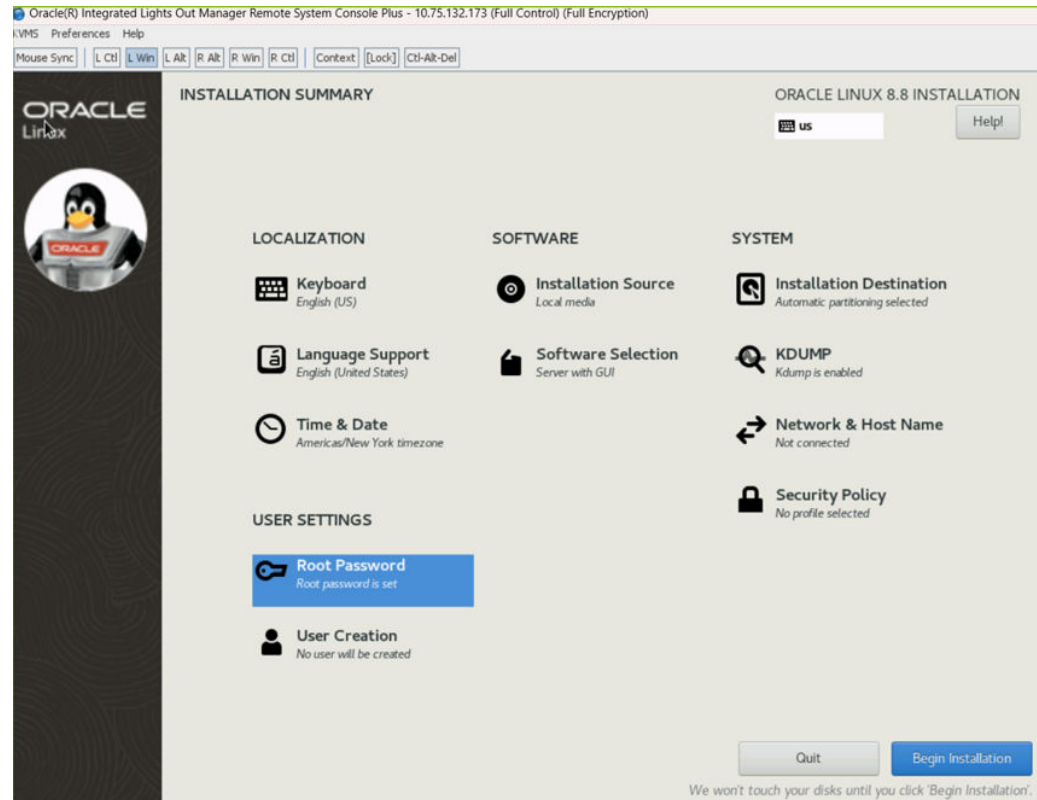 Oracle(R) Integrated Lights Out Manager Remote System Console Plus - 10.75.132.173 (Full Control) (Full Encryption)
KVMS Preferences Help
Mouse Sync L Ctl L Win L Alt R Alt R Win R Ctl Context [Lock] Ctl-Alt-Del
ORACLE
Linux
INSTALLATION SUMMARY
ORACLE LINUX 8.8 INSTALLATION
us
Help!
ORACLE
LOCALIZATION
Keyboard
English (US)
Language Support
English (United States)
Time & Date
Americas/New York timezone
SOFTWARE
Installation Source
Local media
Software Selection
Server with GUI
SYSTEM
Installation Destination
Automatic partitioning selected
KDUMP
Kdump is enabled
Network & Host Name
Not connected
Security Policy
No profile selected
USER SETTINGS
Root Password
Root password is set
User Creation
No user will be created
Quit
Begin Installation
We won't touch your disks until you click 'Begin Installation'.